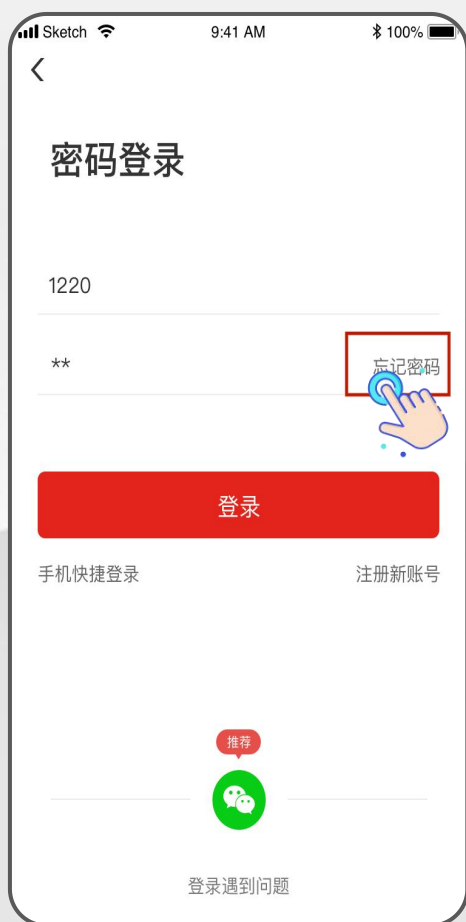 Sketch 9:41 AM 100%
密码登录
1220
** 忘记密码
登录
手机快捷登录 注册新账号
推荐
登录遇到问题